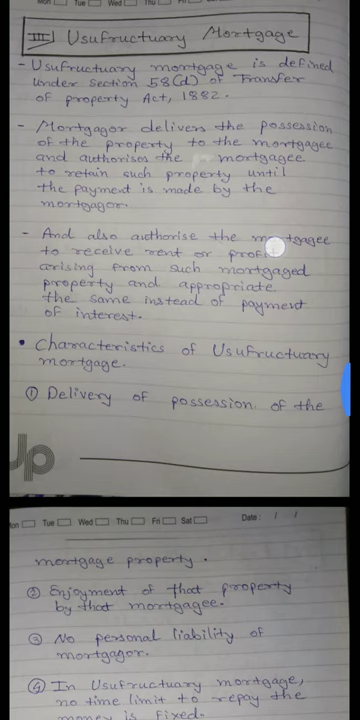 Mon Tue Wed Thu Fri
III) Usufructuary Mortgage
- Usufructuary mortgage is defined
under section 58(d) of Transfer
of property Act, 1882.
- Mortgagor delivers the possession
of the property to the mortgagee
and authorises the mortgagee
to retain such property until
the payment is made by the
mortgagor.
- And also authorise the mortgagee
to receive rent or profit
arising from such mortgaged
property and appropriate
the same instead of payment
of interest.
• Characteristics of Usufructuary
mortgage.
① Delivery of possession of the
Up
Mon Tue Wed Thu Fri Sat Date: / /
mortgage property.
② Enjoyment of that property
by that mortgagee.
③ No personal liability of
mortgagor.
④ In Usufructuary mortgage,
no time limit to repay the
money is fixed.